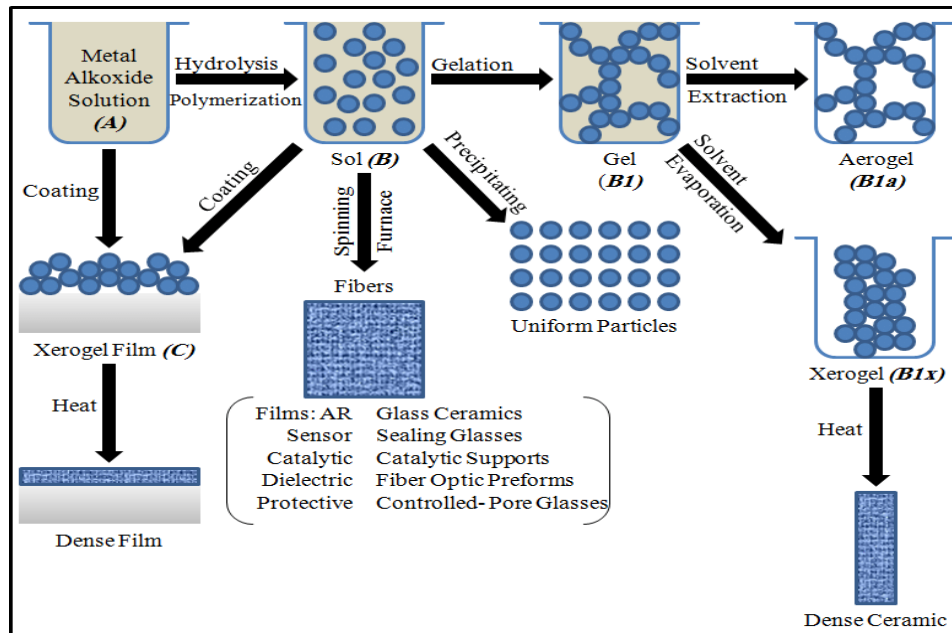 Metal
Alkoxide
Solution
(A)
Hydrolysis
Polymerization
Gelation
Solvent
Extraction
Sol (B)
Gel
(B1)
Aerogel
(B1a)
Coating
Coating
Spinning
Furnace
Precipitating
Solvent
Evaporation
Fibers
Uniform Particles
Xerogel Film (C)
Xerogel (B1x)
Heat
Heat
Films: AR Glass Ceramics
Sensor Sealing Glasses
Catalytic Catalytic Supports
Dielectric Fiber Optic Preforms
Protective Controlled- Pore Glasses
Dense Film
Dense Ceramic